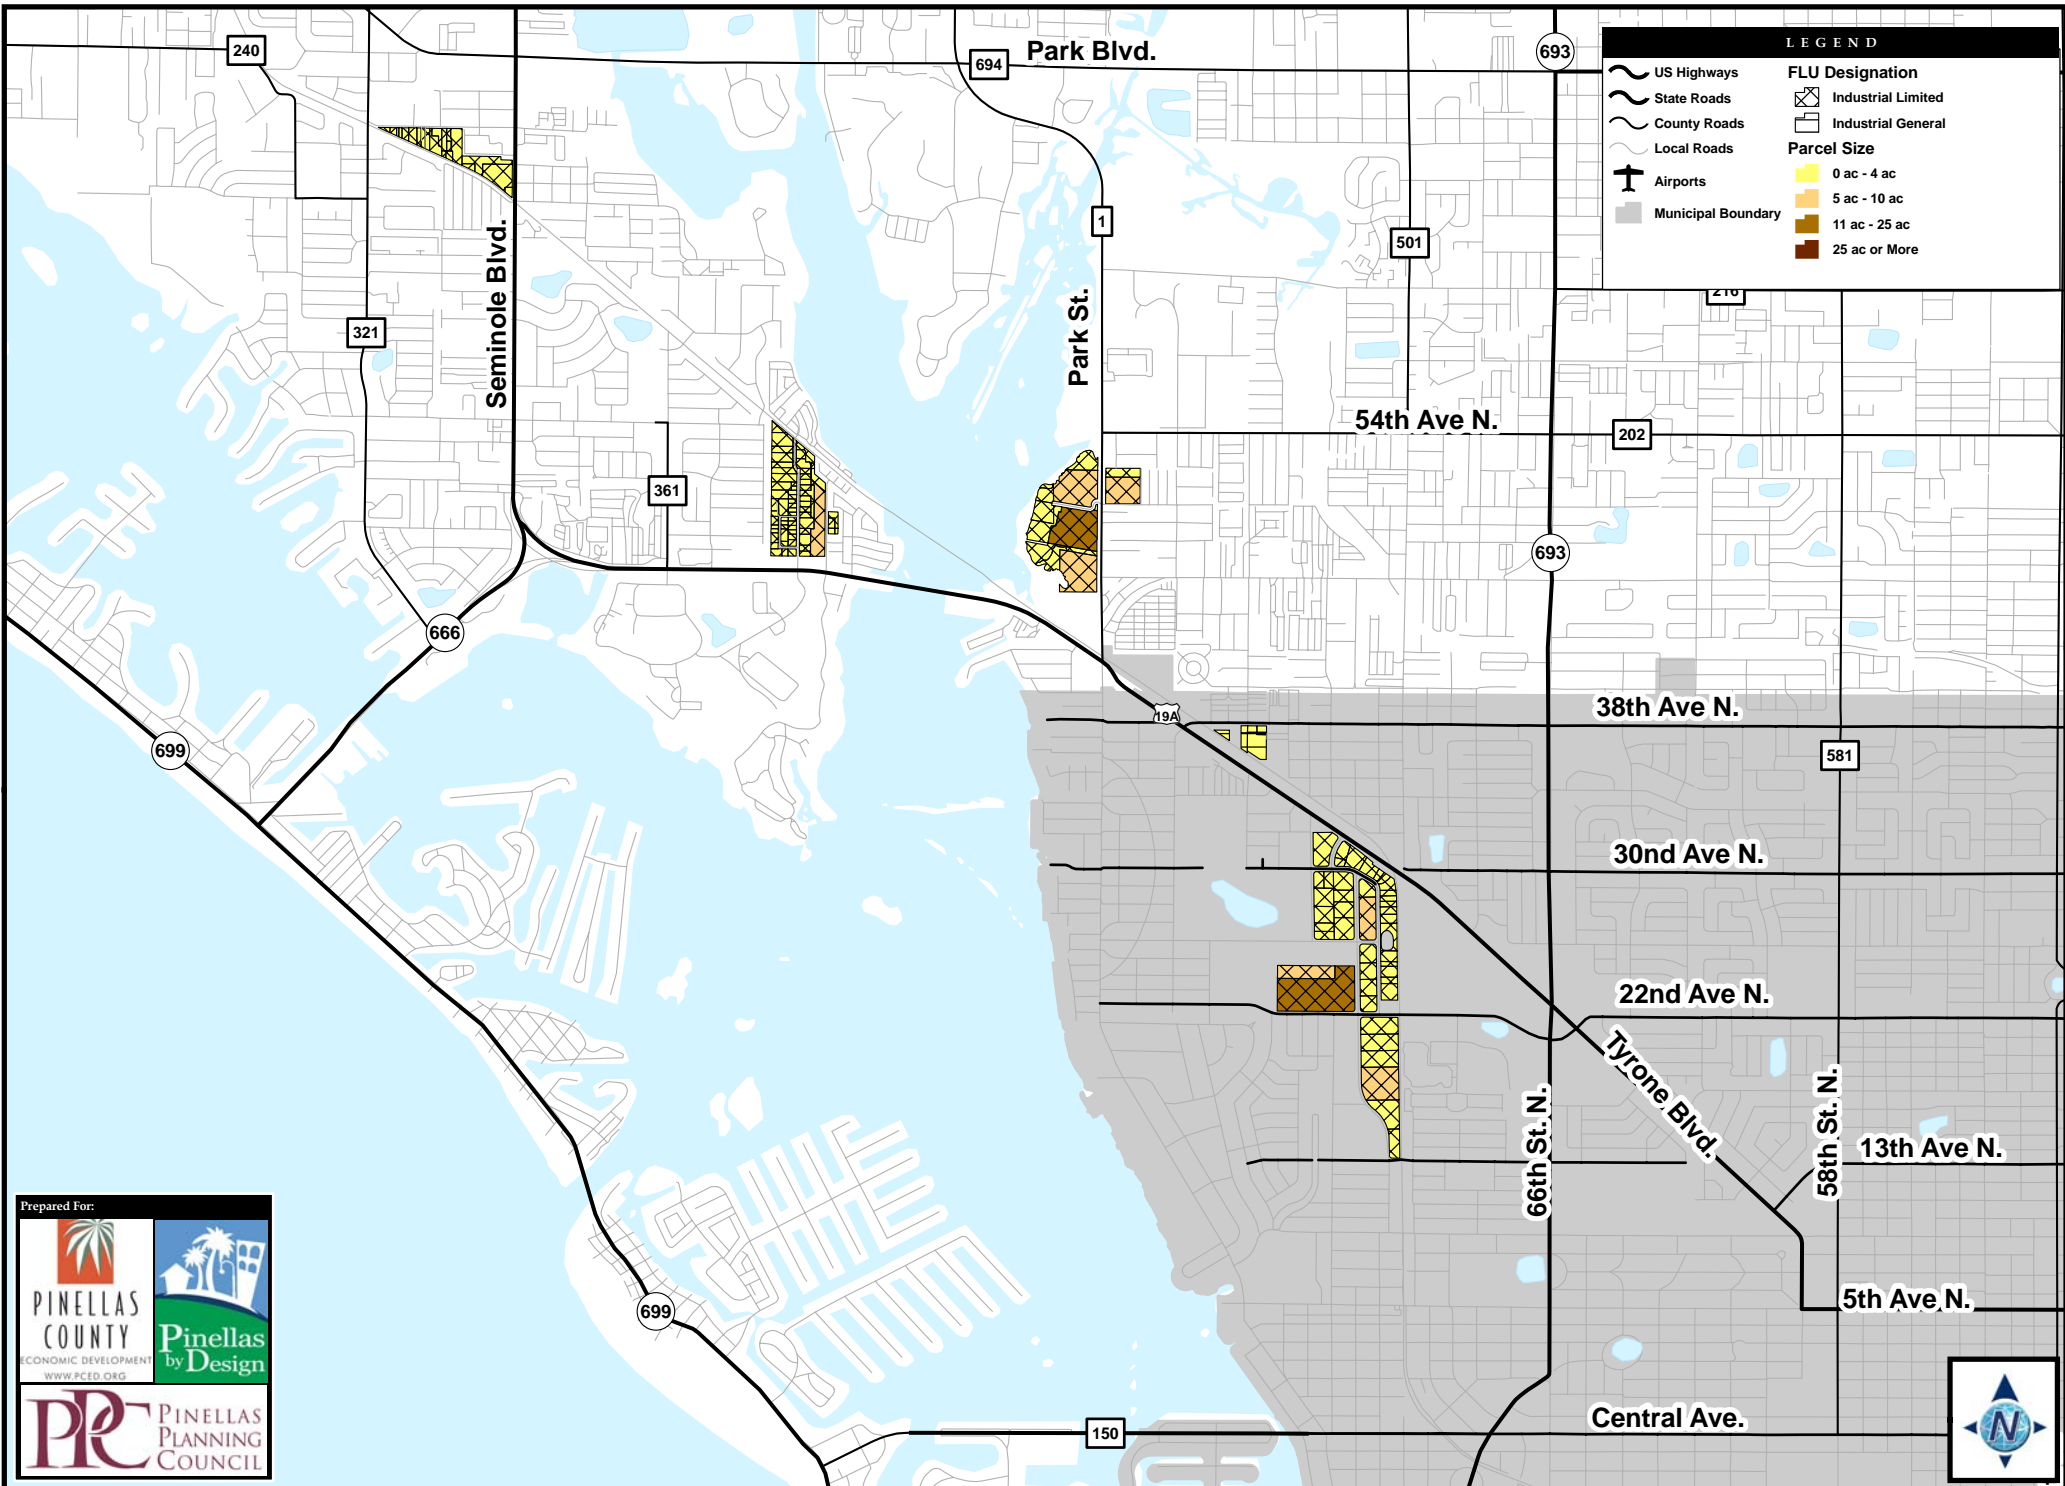 240
694
Park Blvd.
693
LEGEND
US Highways
State Roads
County Roads
Local Roads
Airports
Municipal Boundary
FLU Designation
Industrial Limited
Industrial General
Parcel Size
0 ac - 4 ac
5 ac - 10 ac
11 ac - 25 ac
25 ac or More
1
501
216
Seminole Blvd.
321
Park St.
54th Ave N.
202
361
693
666
699
19A
38th Ave N.
581
30nd Ave N.
22nd Ave N.
Tyrone Blvd.
66th St. N.
58th St. N.
13th Ave N.
5th Ave N.
699
150
Central Ave.
Prepared For:
PINELLAS
COUNTY
ECONOMIC DEVELOPMENT
WWW.PCED.ORG
Pinellas
by Design
PPC
PINELLAS
PLANNING
COUNCIL
N